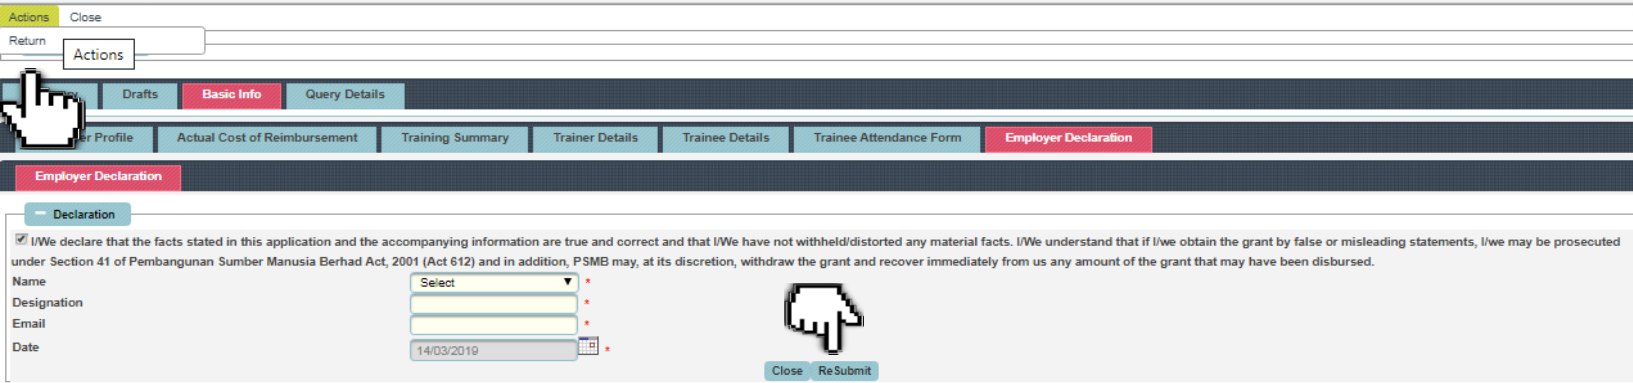 Actions Close
Return
Actions
Drafts Basic Info Query Details
Profile Actual Cost of Reimbursement Training Summary Trainer Details Trainee Details Trainee Attendance Form Employer Declaration
Employer Declaration
Declaration
I/We declare that the facts stated in this application and the accompanying information are true and correct and that I/We have not withheld/distorted any material facts. I/We understand that if I/we obtain the grant by false or misleading statements, I/we may be prosecuted
under Section 41 of Pembangunan Sumber Manusia Berhad Act, 2001 (Act 612) and in addition, PSMB may, at its discretion, withdraw the grant and recover immediately from us any amount of the grant that may have been disbursed.
Name Select *
Designation *
Email *
Date 14/03/2019 *
Close ReSubmit